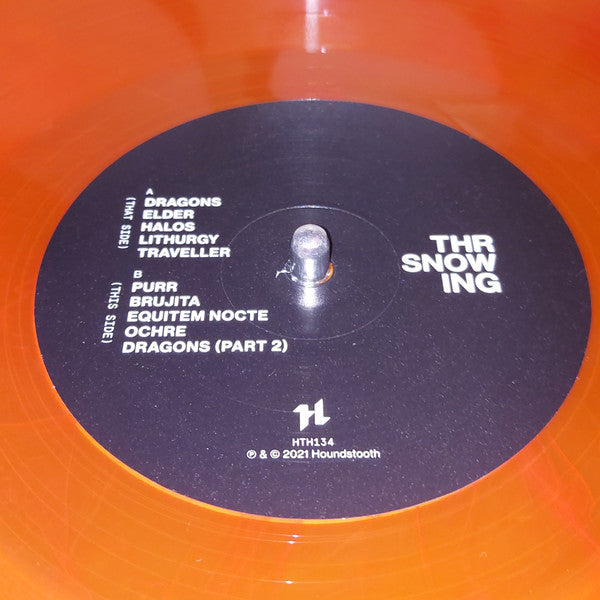 A
(THAT SIDE)
DRAGONS
ELDER
HALOS
LITHURGY
TRAVELLER
B
(THIS SIDE)
PURR
BRUJITA
EQUITEM NOCTE
OCHRE
DRAGONS (PART 2)
THR
SNOW
ING
H
HTH134
℗ & © 2021 Houndstooth